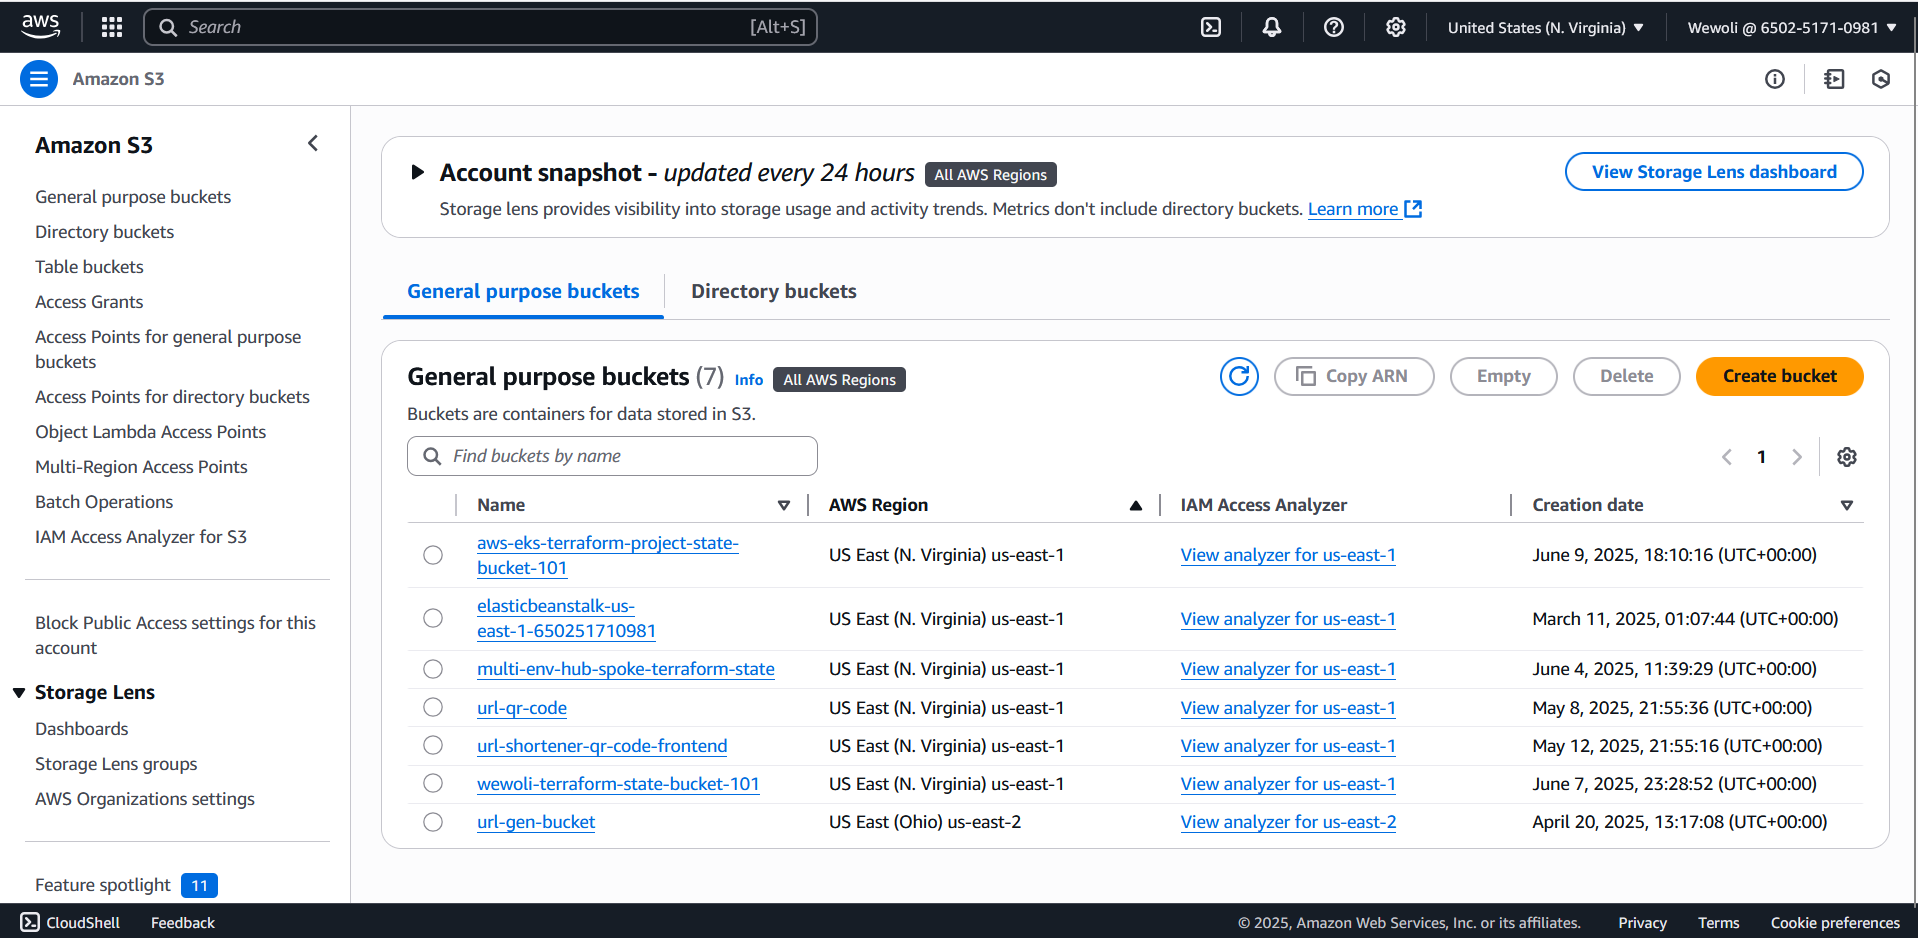 aws
Search [Alt+S]
United States (N. Virginia)
Wewoli @ 6502-5171-0981
Amazon S3
Amazon S3
General purpose buckets
Directory buckets
Table buckets
Access Grants
Access Points for general purpose
buckets
Access Points for directory buckets
Object Lambda Access Points
Multi-Region Access Points
Batch Operations
IAM Access Analyzer for S3
Block Public Access settings for this
account
Storage Lens
Dashboards
Storage Lens groups
AWS Organizations settings
Feature spotlight 11
Account snapshot - updated every 24 hours All AWS Regions
View Storage Lens dashboard
Storage lens provides visibility into storage usage and activity trends. Metrics don't include directory buckets. Learn more
General purpose buckets
Directory buckets
General purpose buckets (7) Info All AWS Regions
Copy ARN
Empty
Delete
Create bucket
Buckets are containers for data stored in S3.
Find buckets by name
1
Name AWS Region IAM Access Analyzer Creation date
aws-eks-terraform-project-state-
bucket-101
US East (N. Virginia) us-east-1 View analyzer for us-east-1 June 9, 2025, 18:10:16 (UTC+00:00)
elasticbeanstalk-us-
east-1-650251710981
US East (N. Virginia) us-east-1 View analyzer for us-east-1 March 11, 2025, 01:07:44 (UTC+00:00)
multi-env-hub-spoke-terraform-state US East (N. Virginia) us-east-1 View analyzer for us-east-1 June 4, 2025, 11:39:29 (UTC+00:00)
url-qr-code US East (N. Virginia) us-east-1 View analyzer for us-east-1 May 8, 2025, 21:55:36 (UTC+00:00)
url-shortener-qr-code-frontend US East (N. Virginia) us-east-1 View analyzer for us-east-1 May 12, 2025, 21:55:16 (UTC+00:00)
wewoli-terraform-state-bucket-101 US East (N. Virginia) us-east-1 View analyzer for us-east-1 June 7, 2025, 23:28:52 (UTC+00:00)
url-gen-bucket US East (Ohio) us-east-2 View analyzer for us-east-2 April 20, 2025, 13:17:08 (UTC+00:00)
CloudShell Feedback © 2025, Amazon Web Services, Inc. or its affiliates. Privacy Terms Cookie preferences